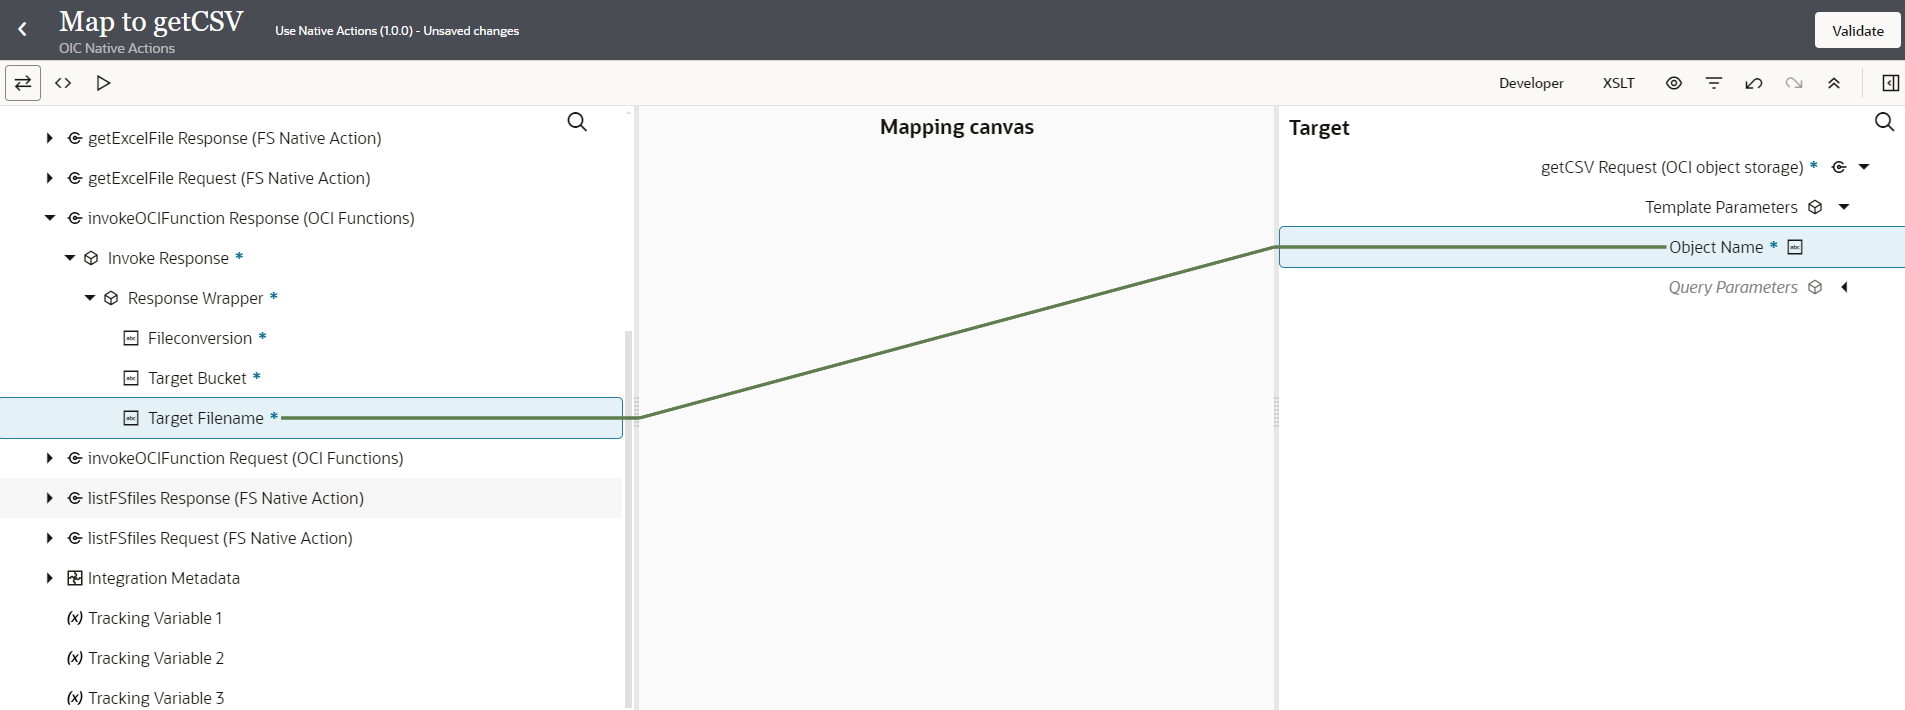 Map to getCSV
OIC Native Actions
Use Native Actions (1.0.0) - Unsaved changes
Validate
Developer
XSLT
getExcelFile Response (FS Native Action)
getExcelFile Request (FS Native Action)
invokeOCIFunction Response (OCI Functions)
Invoke Response *
Response Wrapper *
abc Fileconversion *
abc Target Bucket *
abc Target Filename *
invokeOCIFunction Request (OCI Functions)
listFSfiles Response (FS Native Action)
listFSfiles Request (FS Native Action)
Integration Metadata
(x) Tracking Variable 1
(x) Tracking Variable 2
(x) Tracking Variable 3
Mapping canvas
Target
getCSV Request (OCI object storage) *
Template Parameters
Object Name * abc
Query Parameters